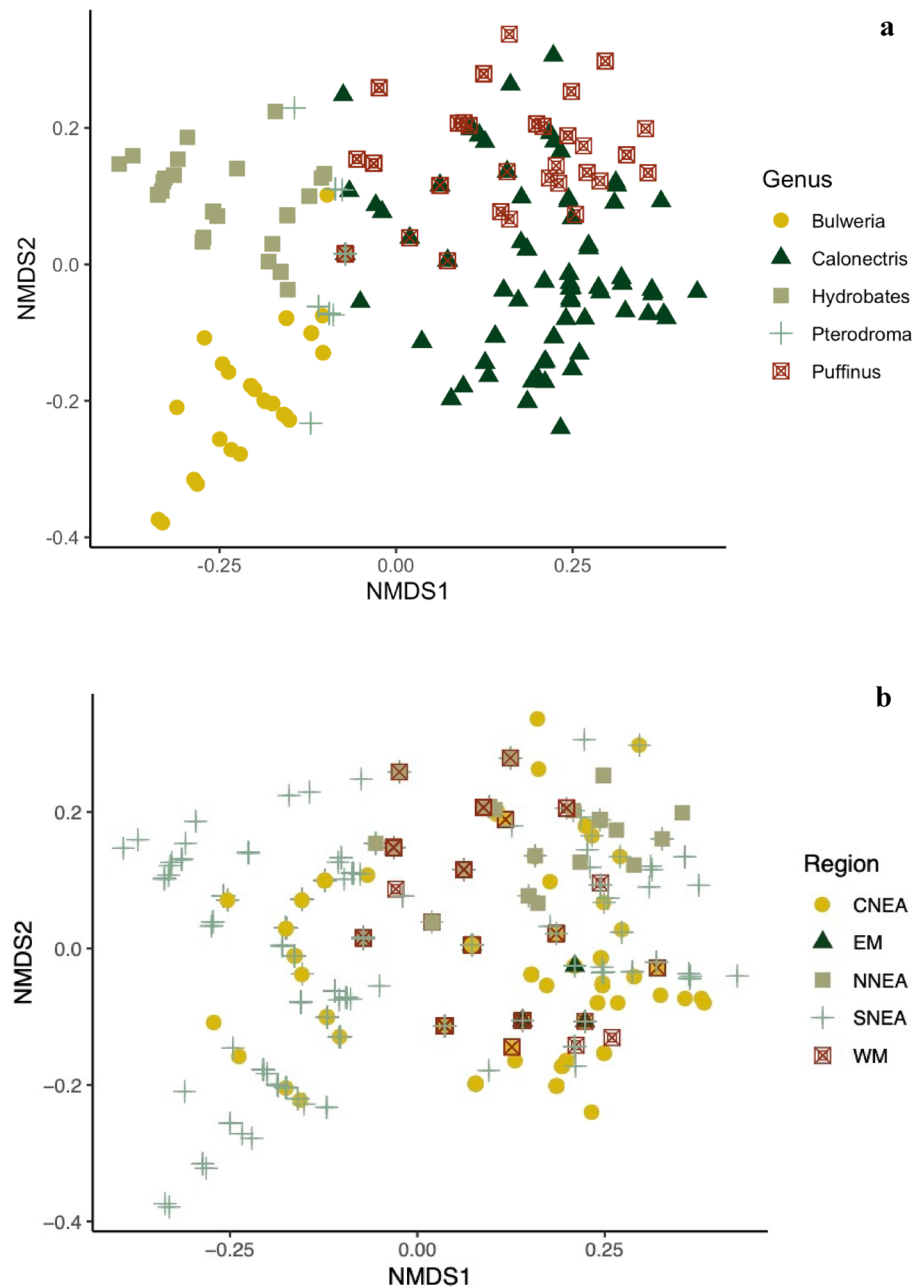 a
0.2
0.0
-0.2
-0.4
NMDS2
-0.25 0.00 0.25
NMDS1
Genus
Bulweria
Calonectris
Hydrobates
Pterodroma
Puffinus
b
0.2
0.0
−0.2
−0.4
NMDS2
−0.25 0.00 0.25
NMDS1
Region
CNEA
EM
NNEA
SNEA
WM